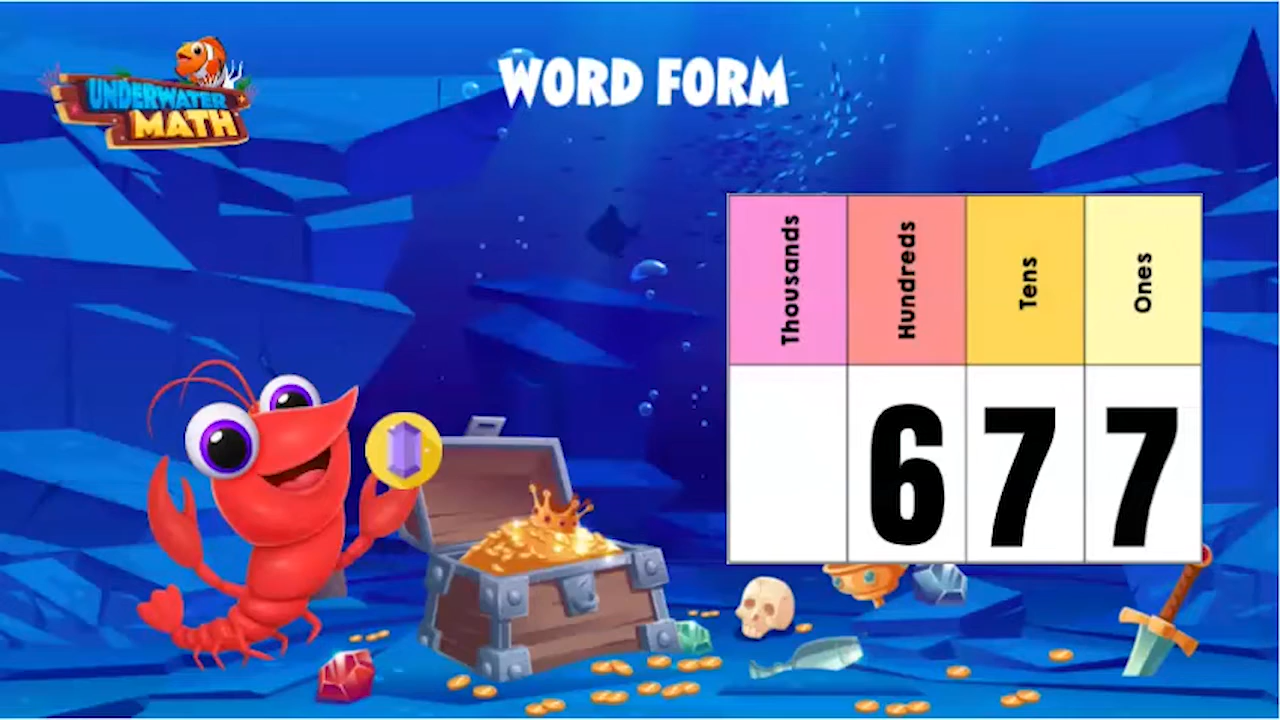 UNDERWATER
MATH
WORD FORM
Thousands
Hundreds
Tens
Ones
6 7 7